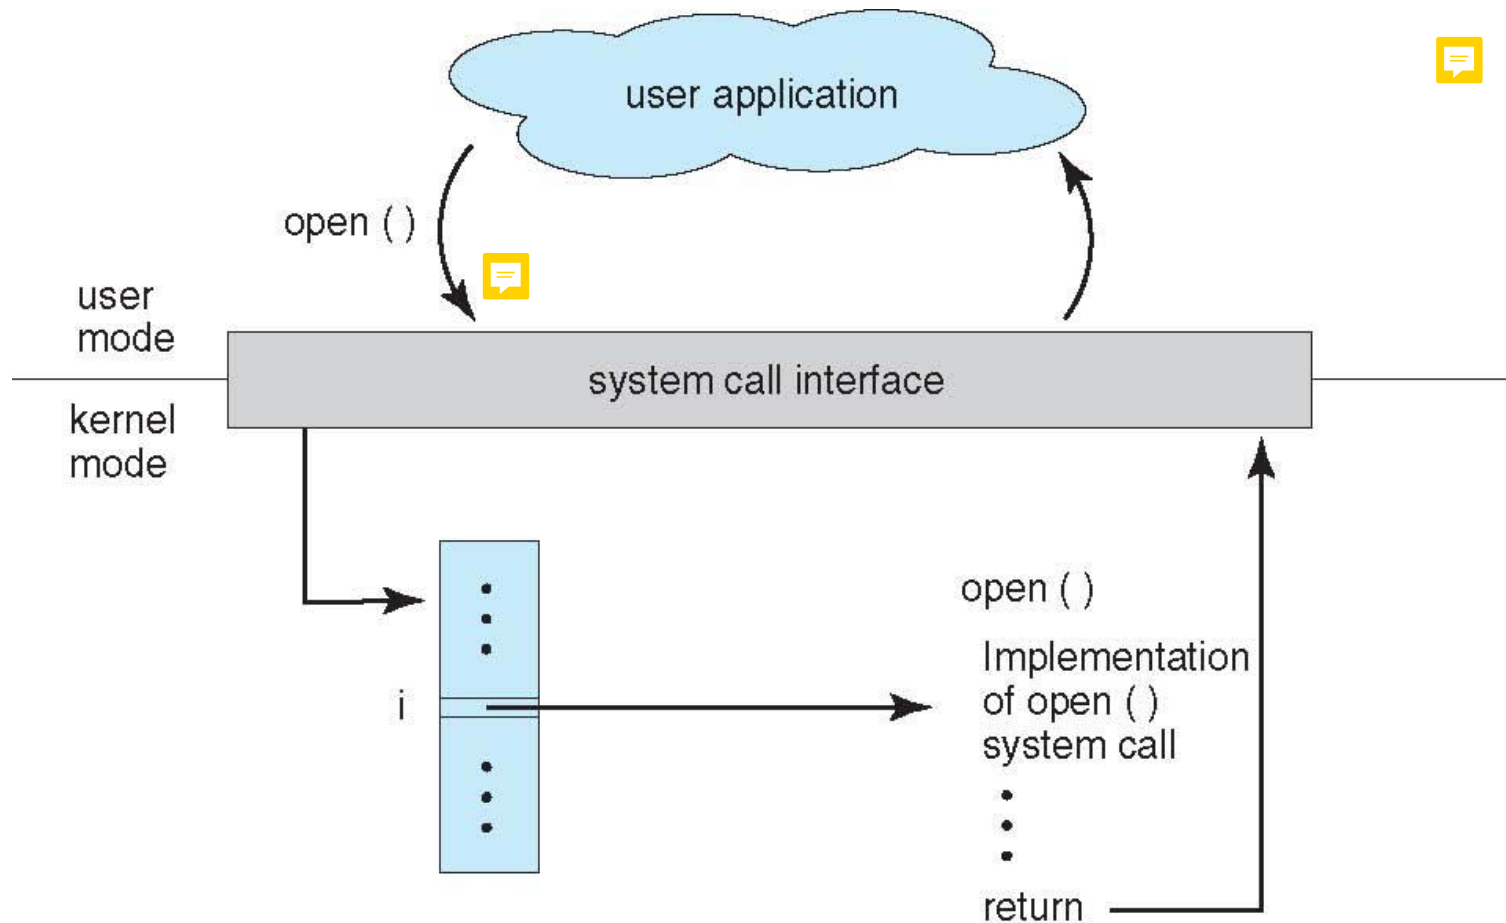 user application
open ( )
user
mode
system call interface
kernel
mode
open ( )
Implementation
of open ( )
system call
i
return